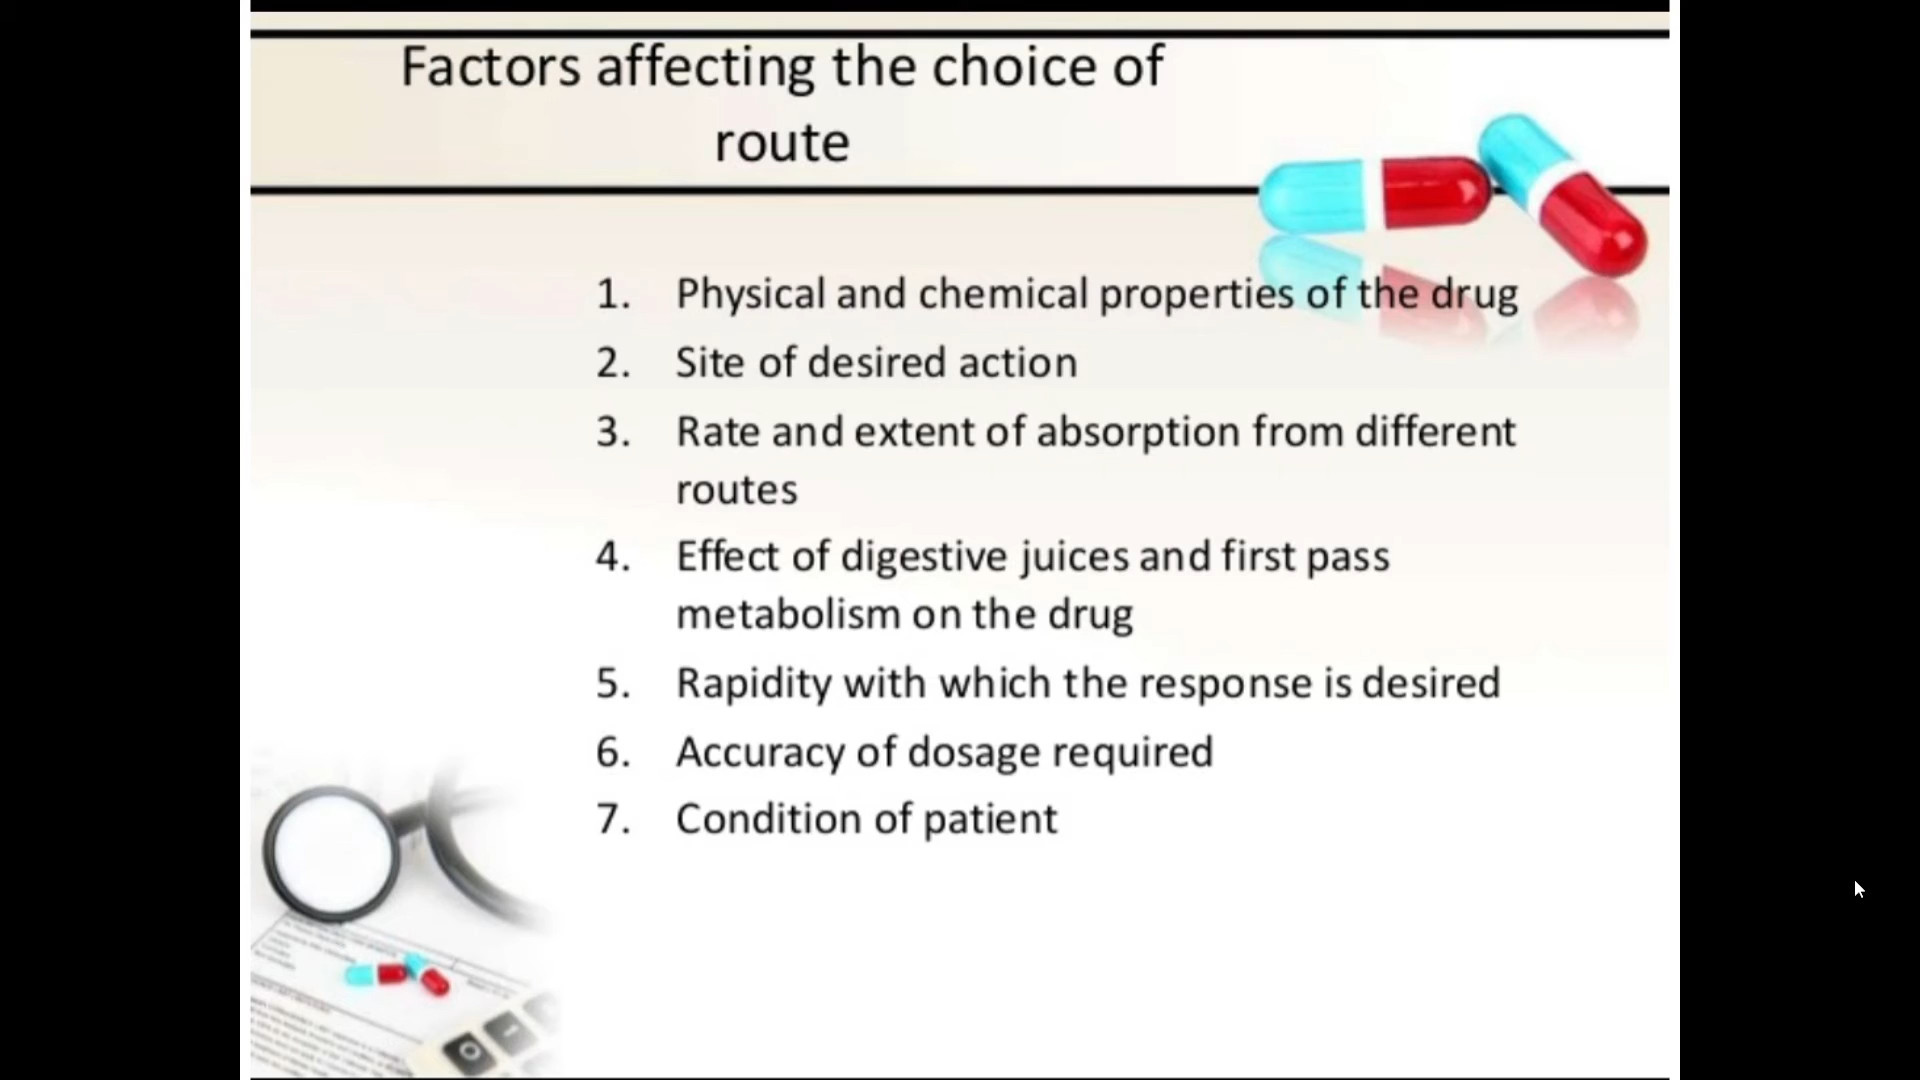 Factors affecting the choice of
route
1. Physical and chemical properties of the drug
2. Site of desired action
3. Rate and extent of absorption from different
routes
4. Effect of digestive juices and first pass
metabolism on the drug
5. Rapidity with which the response is desired
6. Accuracy of dosage required
7. Condition of patient